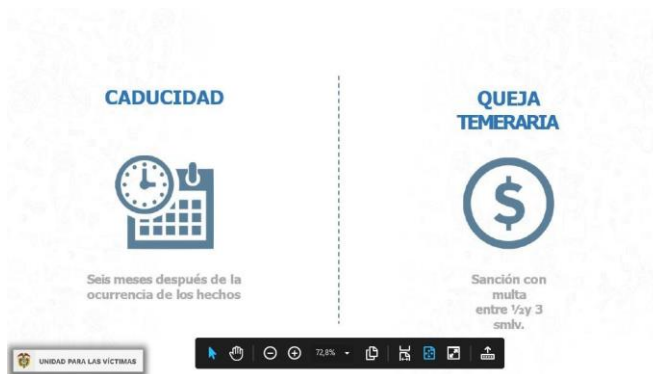 CADUCIDAD
Seis meses después de la
ocurrencia de los hechos
QUEJA
TEMERARIA
$
Sanción con
multa
entre ½y 3
smlv.
UNIDAD PARA LAS VÍCTIMAS
72,8%